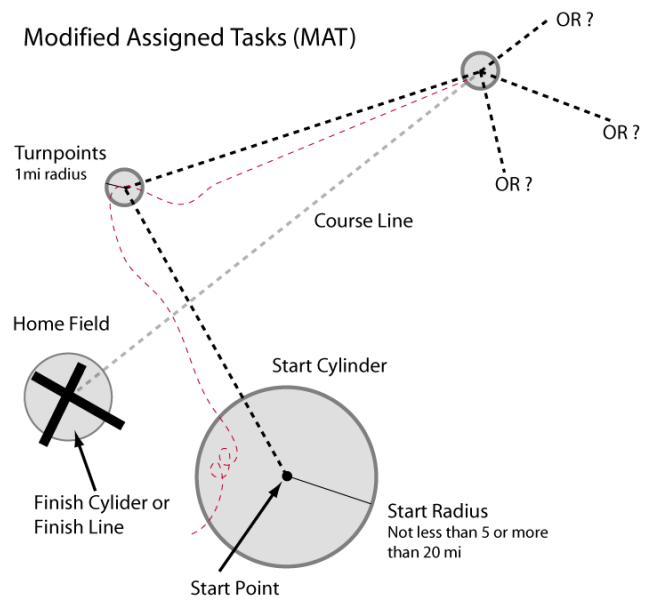 Modified Assigned Tasks (MAT)
OR ?
OR ?
OR ?
Turnpoints
1mi radius
Course Line
Home Field
Start Cylinder
Finish Cylider or
Finish Line
Start Radius
Not less than 5 or more
than 20 mi
Start Point